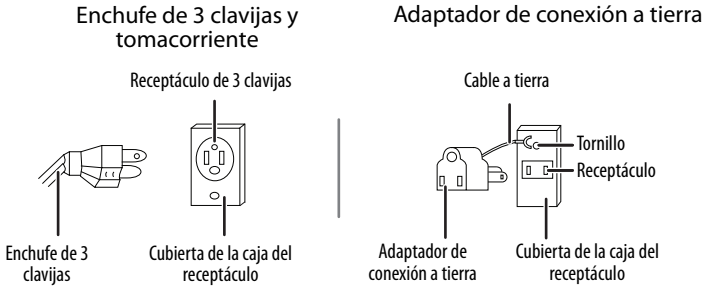 Enchufe de 3 clavijas y
tomacorriente
Receptáculo de 3 clavijas
Enchufe de 3
clavijas
Cubierta de la caja del
receptáculo
Adaptador de conexión a tierra
Cable a tierra
Tornillo
Receptáculo
Adaptador de
conexión a tierra
Cubierta de la caja del
receptáculo